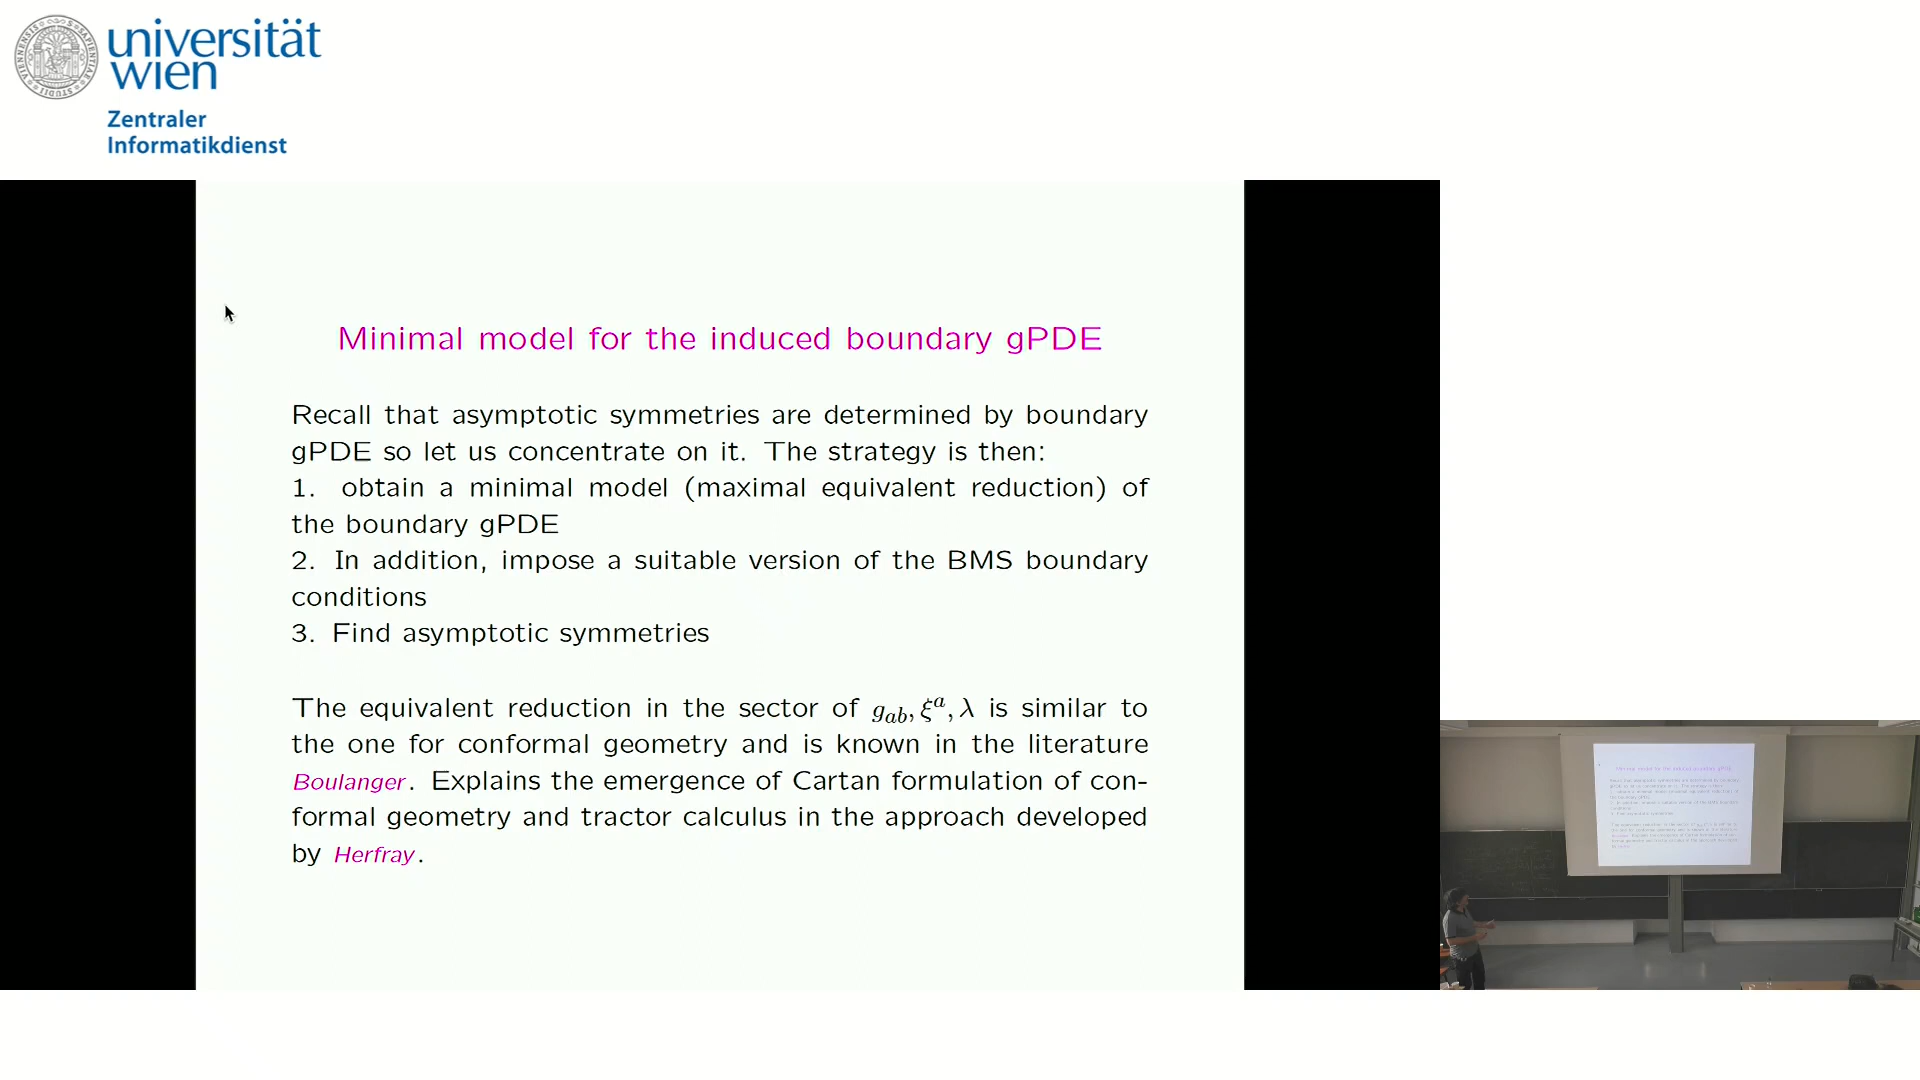 universität
wien
Zentraler
Informatikdienst
Minimal model for the induced boundary gPDE
Recall that asymptotic symmetries are determined by boundary
gPDE so let us concentrate on it. The strategy is then:
1. obtain a minimal model (maximal equivalent reduction) of
the boundary gPDE
2. In addition, impose a suitable version of the BMS boundary
conditions
3. Find asymptotic symmetries
The equivalent reduction in the sector of g_{ab}, ξ^a, λ is similar to
the one for conformal geometry and is known in the literature
Boulanger. Explains the emergence of Cartan formulation of con-
formal geometry and tractor calculus in the approach developed
by Herfray.